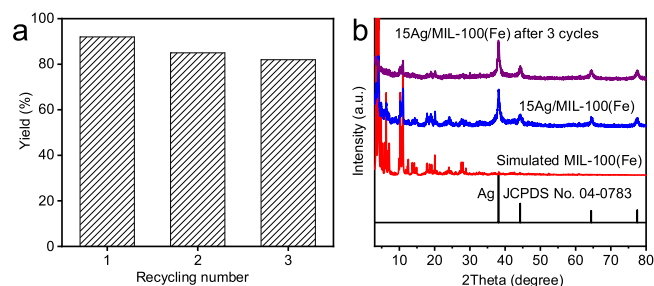 a
100
80
60
40
20
0
Yield (%)
1 2 3
Recycling number
b
15Ag/MIL-100(Fe) after 3 cycles
15Ag/MIL-100(Fe)
Simulated MIL-100(Fe)
Ag JCPDS No. 04-0783
Intensity (a.u.)
10 20 30 40 50 60 70 80
2Theta (degree)